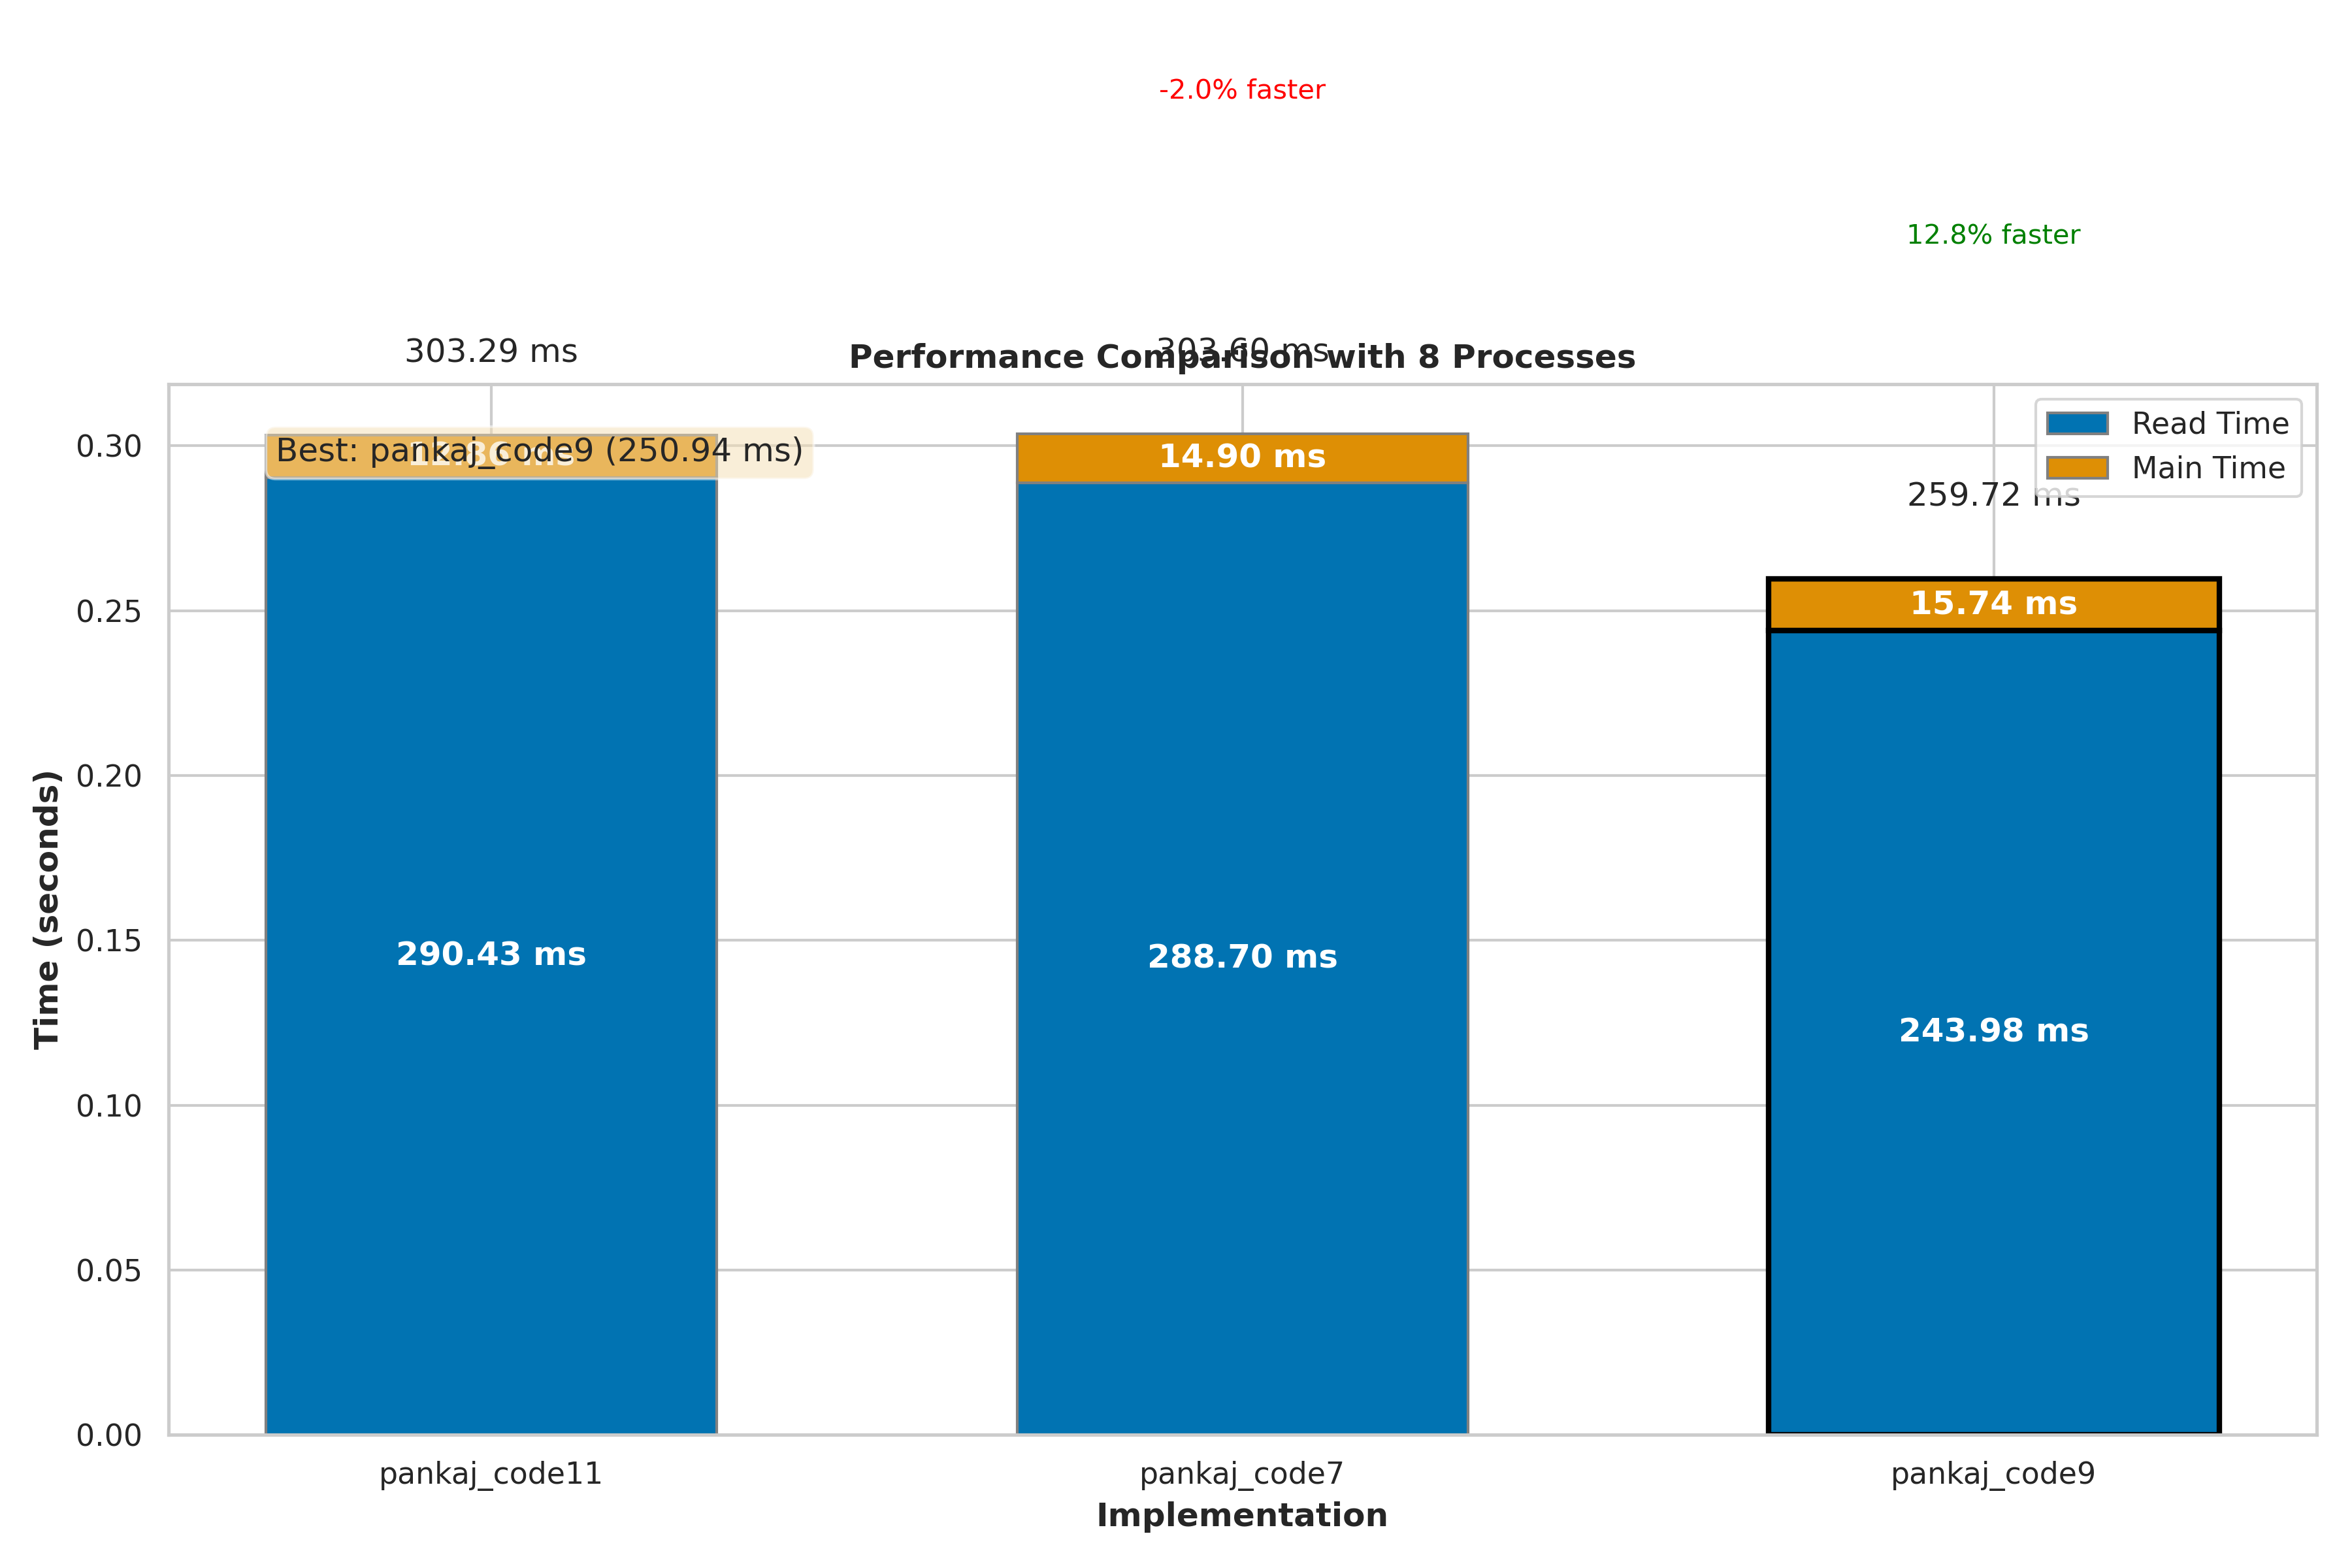 -2.0% faster
12.8% faster
303.29 ms
303.60 ms
Performance Comparison with 8 Processes
Read Time
Main Time
259.72 ms
Best: pankaj_code9 (250.94 ms)
14.90 ms
15.74 ms
290.43 ms
288.70 ms
243.98 ms
Time (seconds)
0.30
0.25
0.20
0.15
0.10
0.05
0.00
pankaj_code11
pankaj_code7
pankaj_code9
Implementation